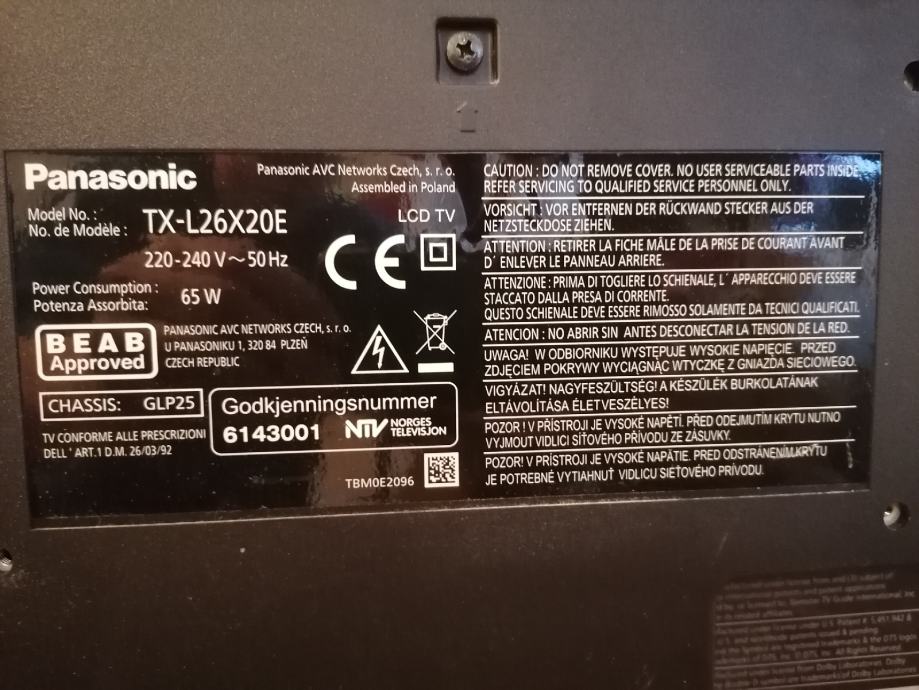 Panasonic
Panasonic AVC Networks Czech, s. r. o.
Assembled in Poland
Model No. :
No. de Modèle :
TX-L26X20E
LCD TV
220-240 V～50Hz
CE
Power Consumption :
Potenza Assorbita:
65 W
BEAB
Approved
PANASONIC AVC NETWORKS CZECH, s. r. o.
U PANASONIKU 1, 320 84 PLZEŇ
CZECH REPUBLIC
CHASSIS: GLP25
Godkjenningsnummer
6143001
NTV NORGES
TELEVISJON
TV CONFORME ALLE PRESCRIZIONI
DELL' ART.1 D.M. 26/03/92
TBM0E2096
CAUTION : DO NOT REMOVE COVER. NO USER SERVICEABLE PARTS INSIDE.
REFER SERVICING TO QUALIFIED SERVICE PERSONNEL ONLY.
VORSICHT : VOR ENTFERNEN DER RÜCKWAND STECKER AUS DER
NETZSTECKDOSE ZIEHEN.
ATTENTION : RETIRER LA FICHE MÂLE DE LA PRISE DE COURANT AVANT
D´ ENLEVER LE PANNEAU ARRIERE.
ATTENZIONE : PRIMA DI TOGLIERE LO SCHIENALE, L´ APPARECCHIO DEVE ESSERE
STACCATO DALLA PRESA DI CORRENTE.
QUESTO SCHIENALE DEVE ESSERE RIMOSSO SOLAMENTE DA TECNICI QUALIFICATI.
ATENCION : NO ABRIR SIN ANTES DESCONECTAR LA TENSION DE LA RED.
UWAGA! W ODBIORNIKU WYSTĘPUJE WYSOKIE NAPIĘCIE. PRZED
ZDJĘCIEM POKRYWY WYCIĄGNĄĆ WTYCZKĘ Z GNIAZDA SIECIOWEGO.
VIGYÁZAT! NAGYFESZÜLTSÉG! A KÉSZÜLÉK BURKOLATÁNAK
ELTÁVOLÍTÁSA ÉLETVESZÉLYES!
POZOR ! V PŘÍSTROJI JE VYSOKÉ NAPĚTÍ. PŘED ODEJMUTÍM KRYTU NUTNO
VYJMOUT VIDLICI SÍŤOVÉHO PŘÍVODU ZE ZÁSUVKY.
POZOR! V PRÍSTROJI JE VYSOKÉ NAPÄTIE. PRED ODSTRÁNENÍM KRYTU
JE POTREBNÉ VYTIAHNUŤ VIDLICU SIEŤOVÉHO PRÍVODU.